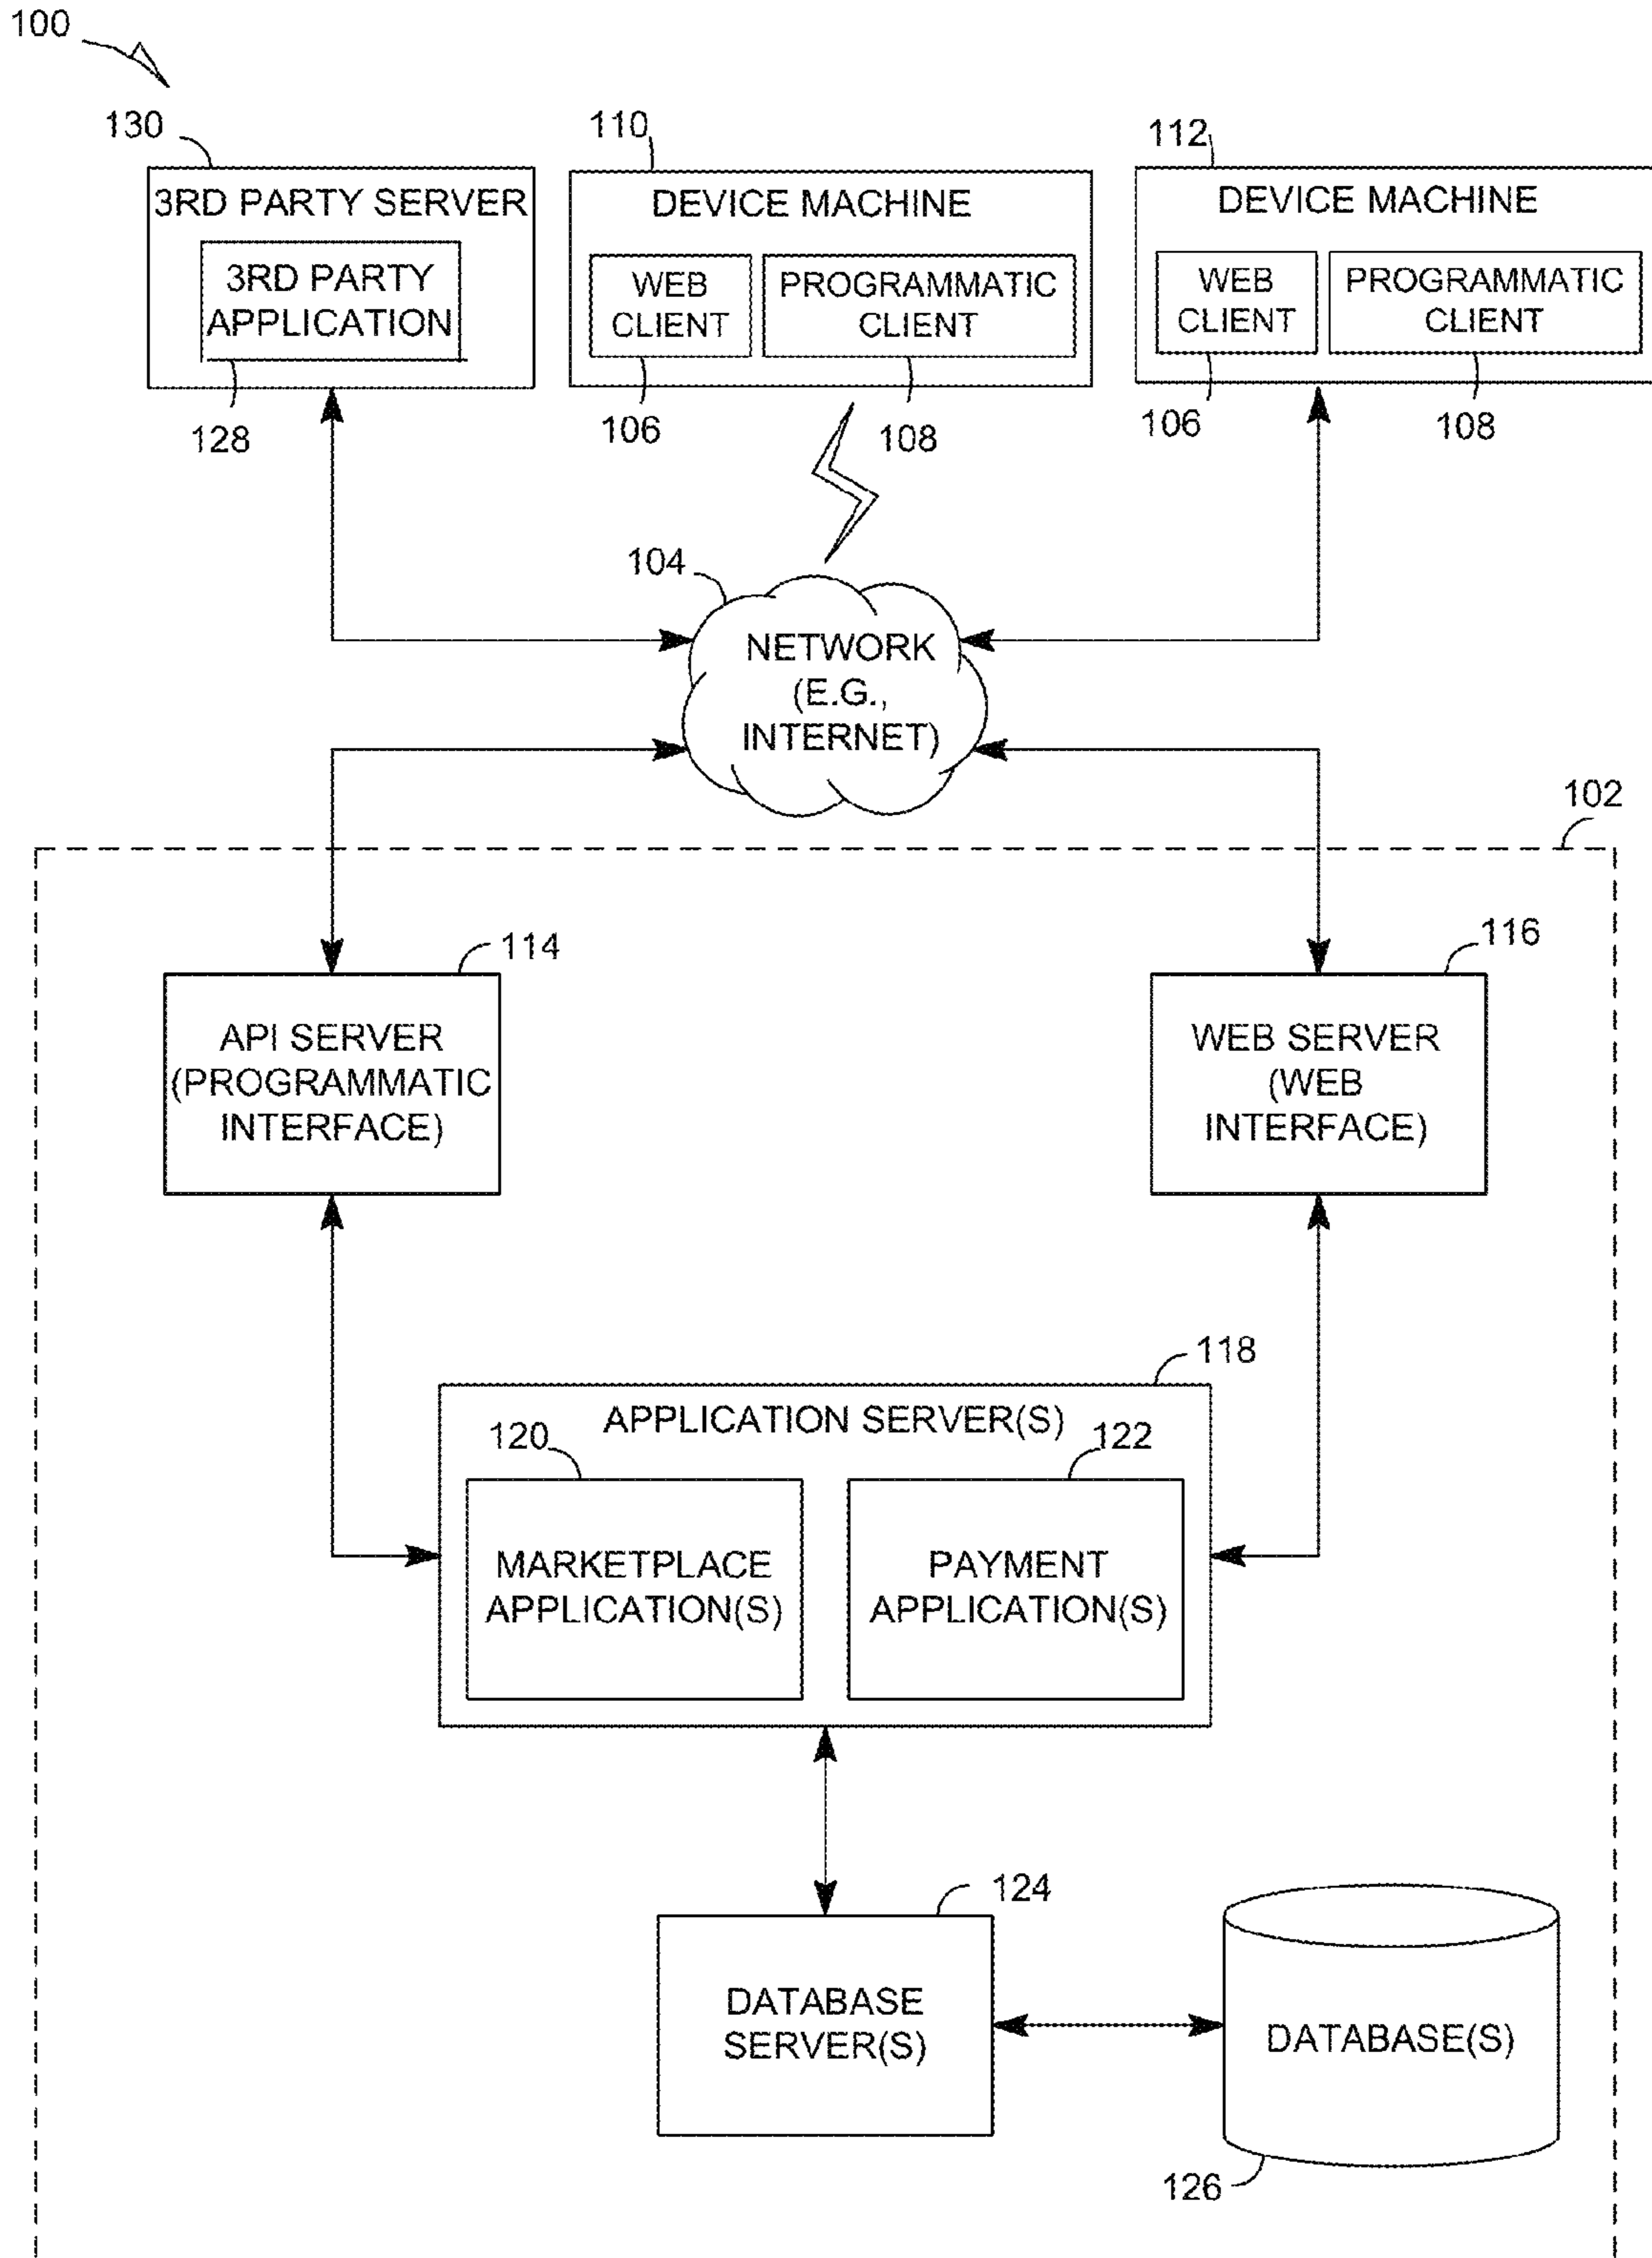 100
130
110
112
3RD PARTY SERVER
3RD PARTY
APPLICATION
128
DEVICE MACHINE
WEB
CLIENT
PROGRAMMATIC
CLIENT
106
108
DEVICE MACHINE
WEB
CLIENT
PROGRAMMATIC
CLIENT
106
108
104
NETWORK
(E.G.,
INTERNET)
102
114
API SERVER
(PROGRAMMATIC
INTERFACE)
116
WEB SERVER
(WEB
INTERFACE)
118
APPLICATION SERVER(S)
120
122
MARKETPLACE
APPLICATION(S)
PAYMENT
APPLICATION(S)
124
DATABASE
SERVER(S)
DATABASE(S)
126